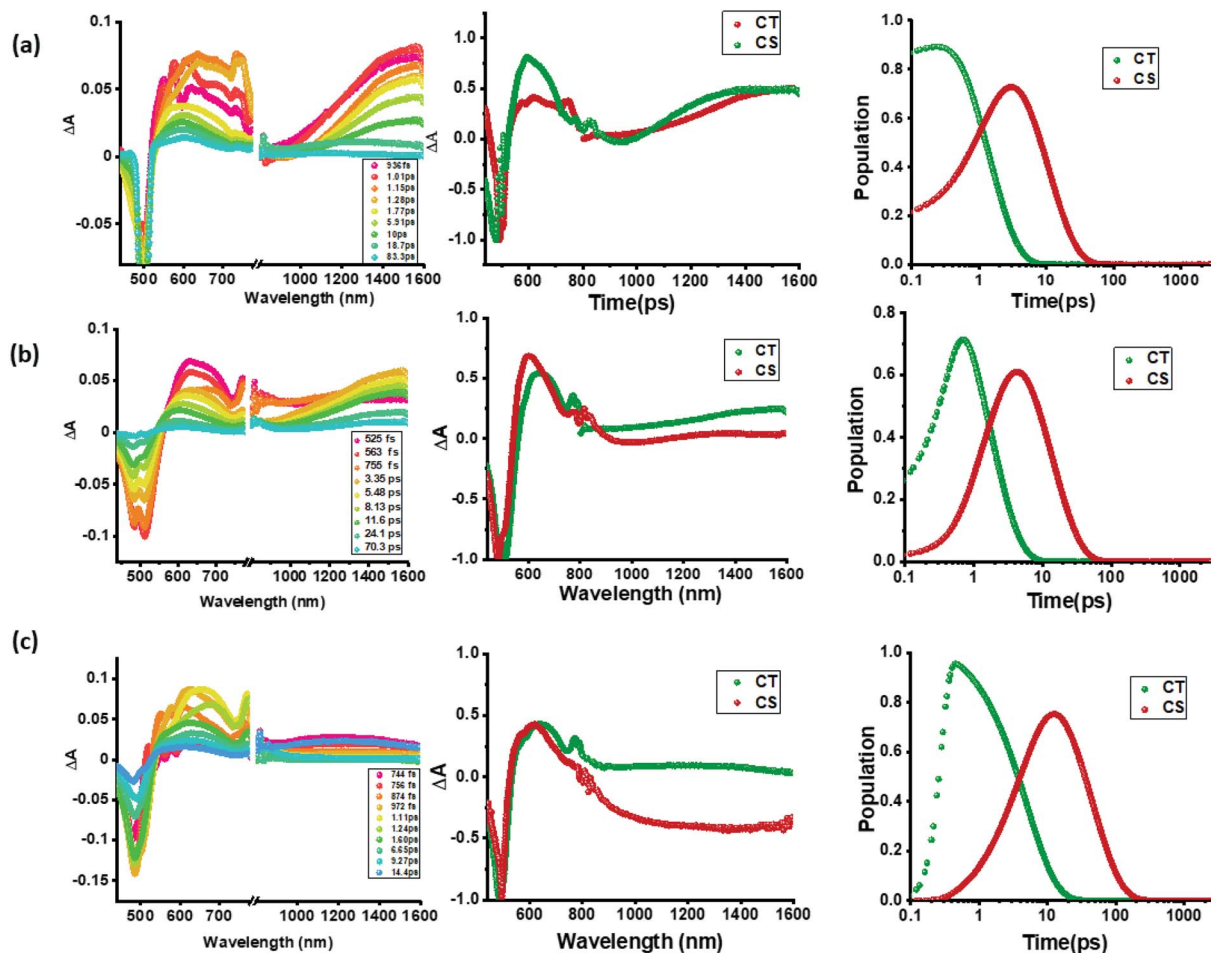 (a)
0.1
0.05
0
-0.05
ΔA
500 600 700 1000 1200 1400 1600
Wavelength (nm)
936fs
1.01ps
1.15ps
1.28ps
1.77ps
5.91ps
10ps
18.7ps
83.3ps
1.0
0.5
0.0
-0.5
-1.0
ΔA
600 800 1000 1200 1400 1600
Time(ps)
CT
CS
1.0
0.8
0.6
0.4
0.2
0.0
Population
0.1 1 10 100 1000
Time(ps)
CT
CS
(b)
0.1
0.05
0
-0.05
-0.1
ΔA
500 600 700 1000 1200 1400 1600
Wavelength (nm)
525 fs
563 fs
755 fs
3.35 ps
5.48 ps
8.13 ps
11.6 ps
24.1 ps
70.3 ps
1.0
0.5
0.0
-0.5
-1.0
ΔA
600 800 1000 1200 1400 1600
Wavelength (nm)
CT
CS
0.8
0.6
0.4
0.2
0.0
Population
0.1 1 10 100 1000
Time(ps)
CT
CS
(c)
0.15
0.1
0.05
0
-0.05
-0.1
-0.15
ΔA
500 600 700 1000 1200 1400 1600
Wavelength (nm)
744 fs
756 fs
874 fs
972 fs
1.11ps
1.24ps
1.60ps
6.65ps
9.27ps
14.4ps
1.0
0.5
0.0
-0.5
-1.0
ΔA
600 800 1000 1200 1400 1600
Wavelength (nm)
CT
CS
1.0
0.8
0.6
0.4
0.2
0.0
Population
0.1 1 10 100 1000
Time(ps)
CT
CS